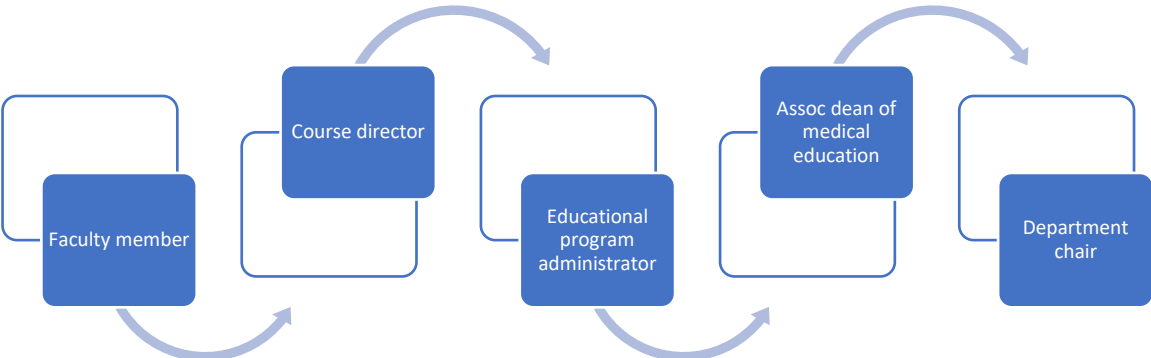 Faculty member
Course director
Educational
program
administrator
Assoc dean of
medical
education
Department
chair